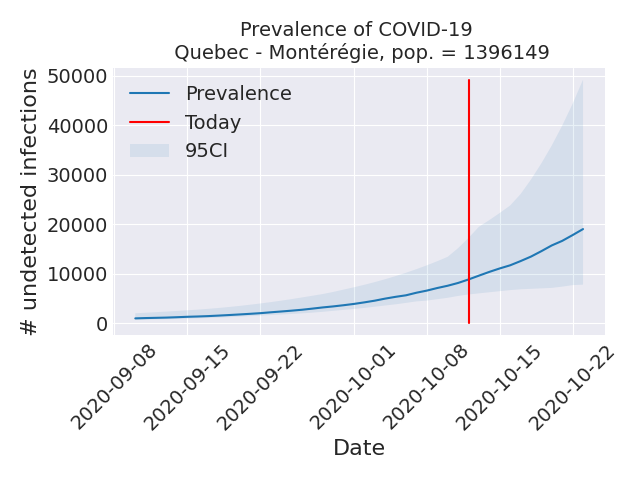 Prevalence of COVID-19
Quebec - Montérégie, pop. = 1396149
50000
40000
30000
20000
10000
0
# undetected infections
Prevalence
Today
95CI
2020-09-08
2020-09-15
2020-09-22
2020-10-01
2020-10-08
2020-10-15
2020-10-22
Date